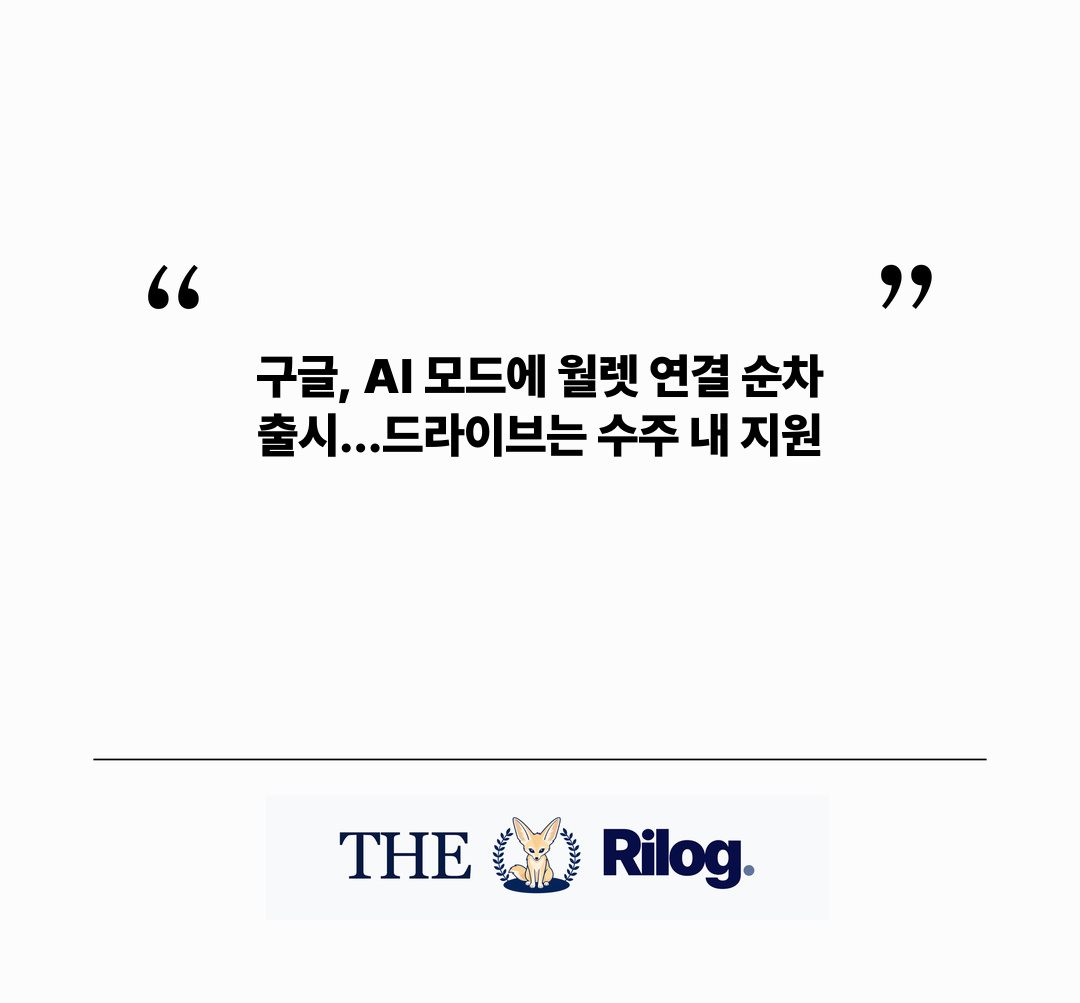 “ ”
구글, AI 모드에 월렛 연결 순차
출시...드라이브는 수주 내 지원
THE Rilog.